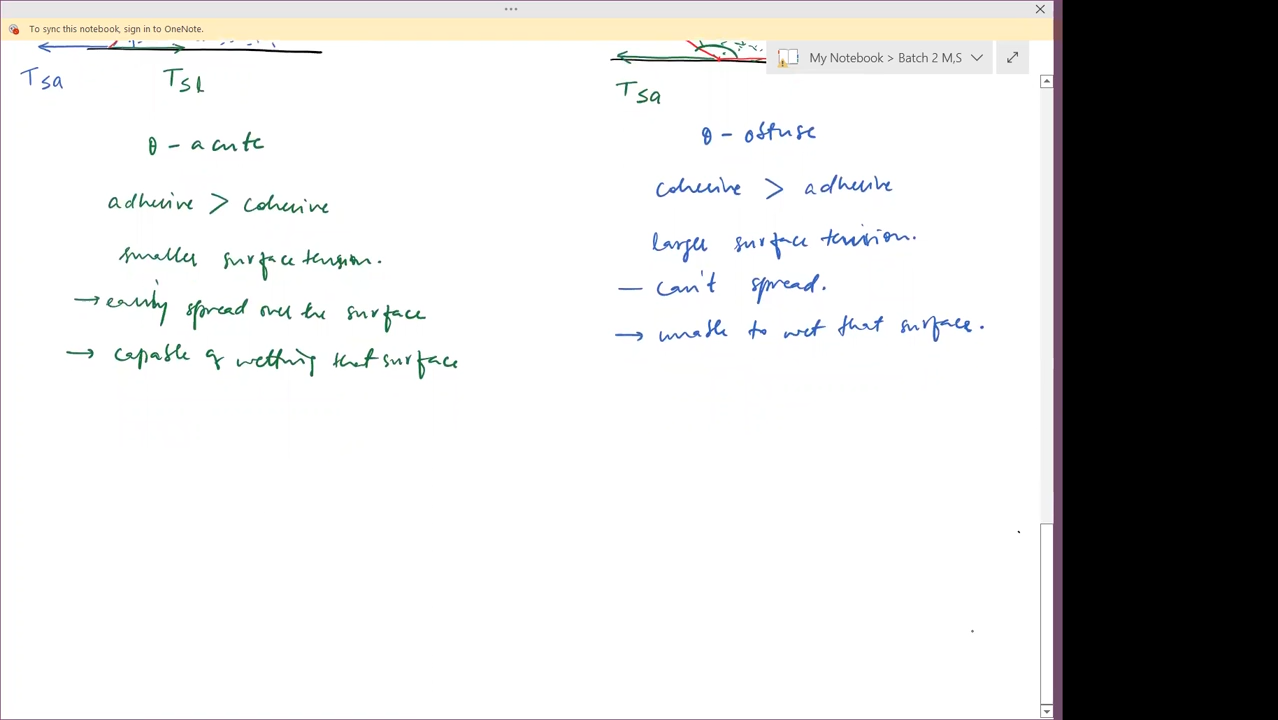 To sync this notebook, sign in to OneNote.
My Notebook > Batch 2 M,S
Tsa
Tsl
θ - acute
adhesive > cohesive
smaller surface tension.
→ easily spread over the surface
→ capable of wetting that surface
Tsa
θ - obtuse
cohesive > adhesive
larger surface tension.
— can't spread.
→ unable to wet that surface.